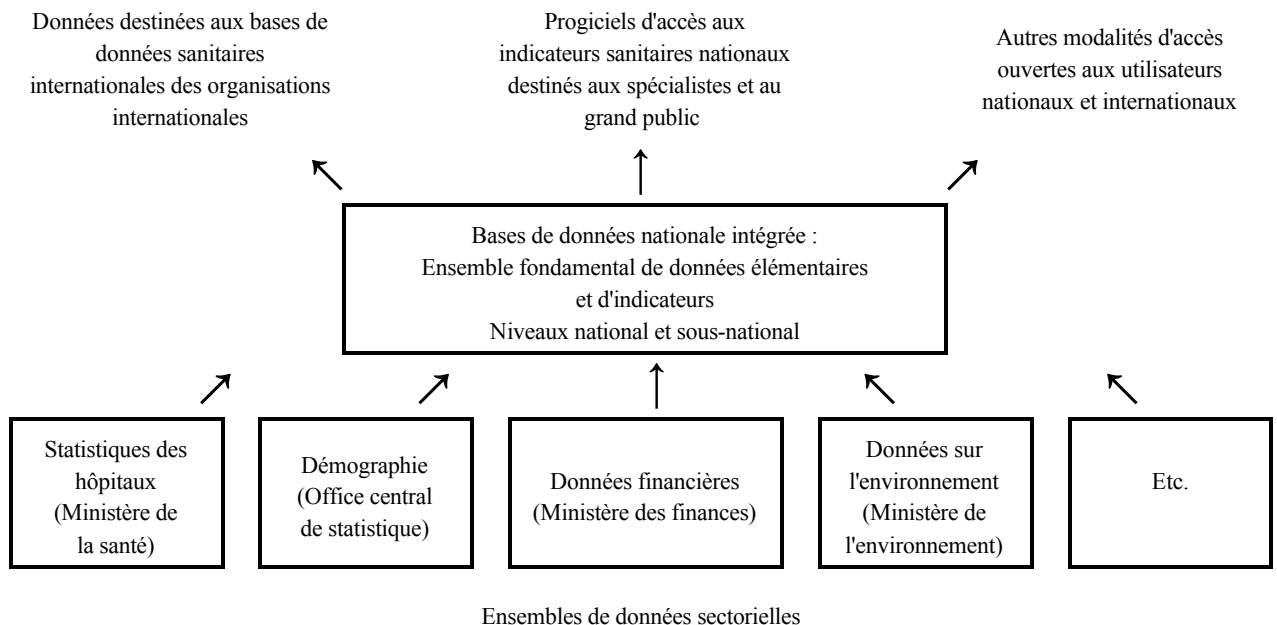 Données destinées aux bases de
données sanitaires
internationales des organisations
internationales
Progiciels d'accès aux
indicateurs sanitaires nationaux
destinés aux spécialistes et au
grand public
Autres modalités d'accès
ouvertes aux utilisateurs
nationaux et internationaux
Bases de données nationale intégrée :
Ensemble fondamental de données élémentaires
et d'indicateurs
Niveaux national et sous-national
Statistiques des
hôpitaux
(Ministère de
la santé)
Démographie
(Office central
de statistique)
Données financières
(Ministère des finances)
Données sur
l'environnement
(Ministère de
l'environnement)
Etc.
Ensembles de données sectorielles